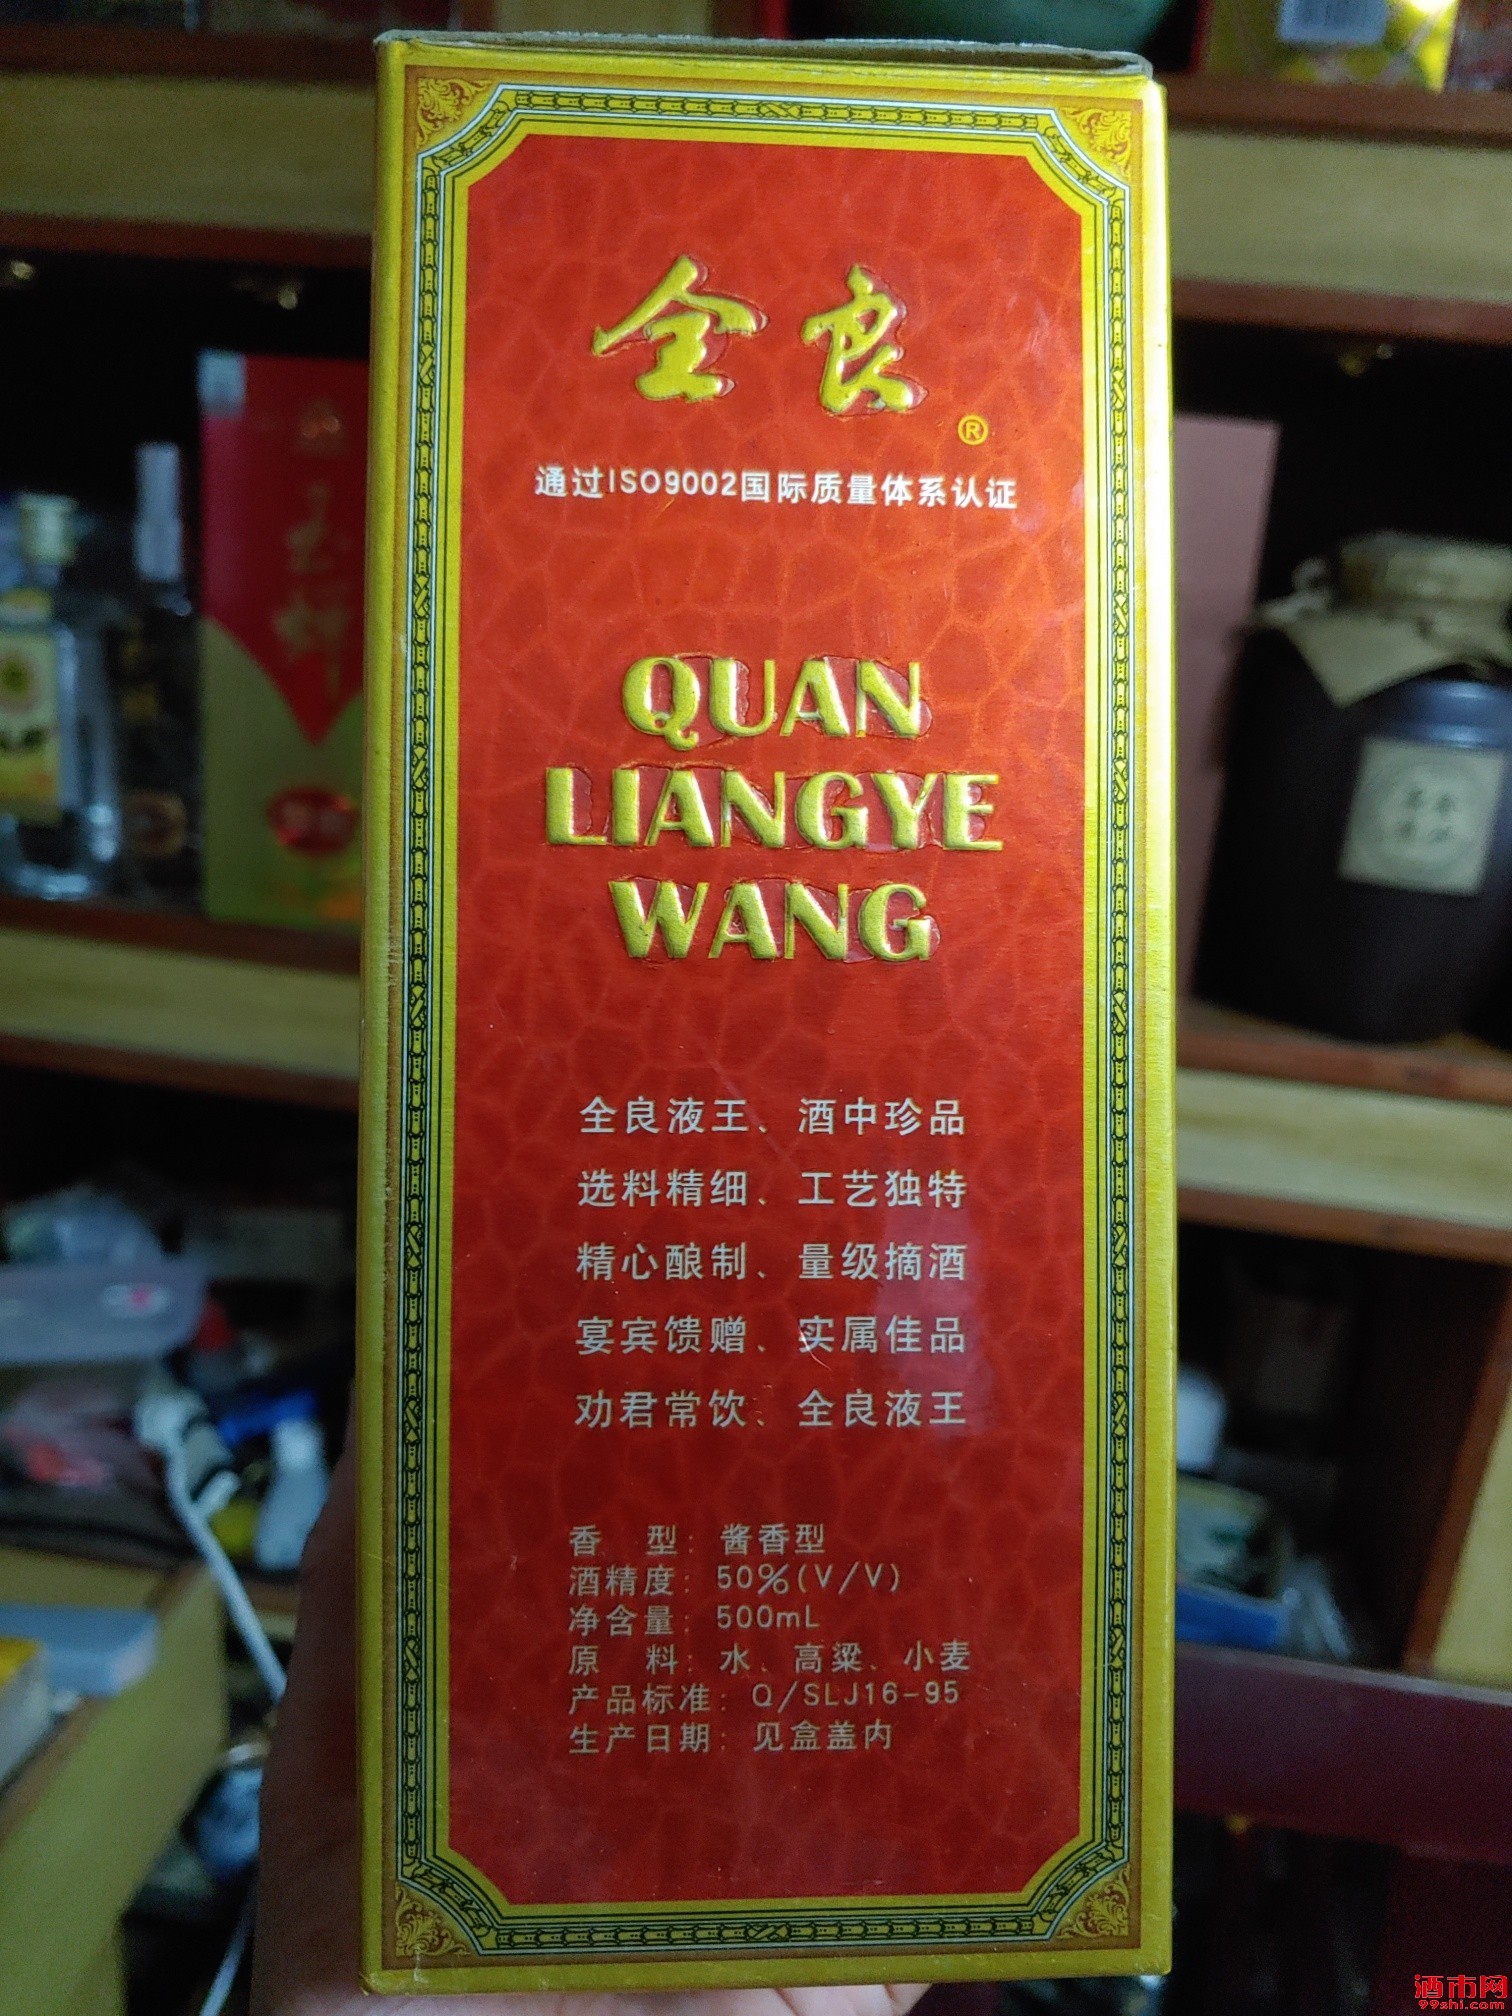 全良
®
通过ISO9002国际质量体系认证
QUAN
LIANGYE
WANG
全良液王、酒中珍品
选料精细、工艺独特
精心酿制、量级摘酒
宴宾馈赠、实属佳品
劝君常饮、全良液王
香 型: 酱香型
酒精度: 50%(V/V)
净含量: 500mL
原 料: 水、高粱、小麦
产品标准: Q/SLJ16-95
生产日期: 见盒盖内
酒市网
99shi.com